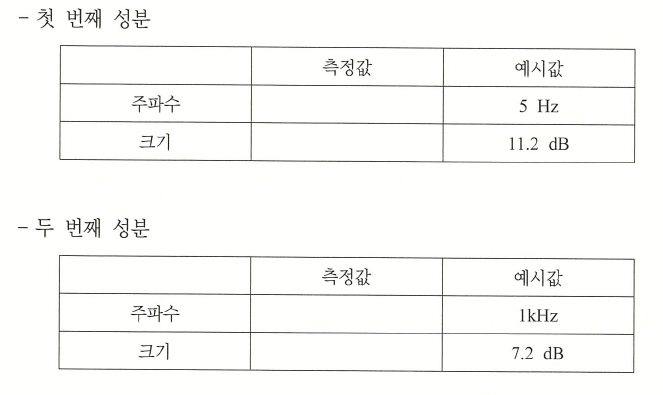 - 첫 번째 성분
측정값 예시값
주파수 5 Hz
크기 11.2 dB
- 두 번째 성분
측정값 예시값
주파수 1kHz
크기 7.2 dB